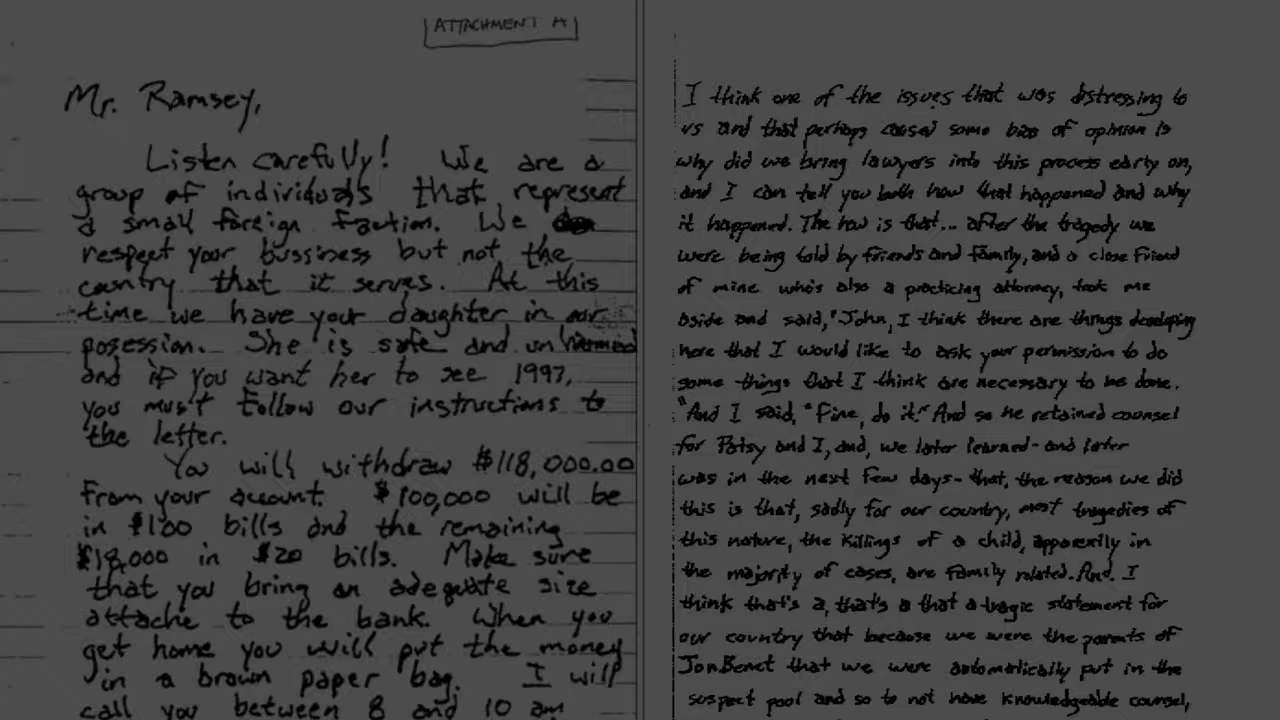 ATTACHMENT A
Mr. Ramsey,
Listen carefully! We are a
group of individuals that represent
a small foreign faction. We
respect your bussiness but not the
country that it serves. At this
time we have your daughter in our
posession. She is safe and unharmed
and if you want her to see 1997,
you must follow our instructions to
the letter.
You will withdraw $118,000.00
from your account. $100,000 will be
in $100 bills and the remaining
$18,000 in $20 bills. Make sure
that you bring an adequate size
attache to the bank. When you
get home you will put the money
in a brown paper bag. I will
call you between 8 and 10 am
I think one of the issues that was distressing to
us and that perhaps caused some bias of opinion is
why did we bring lawyers into this process early on,
and I can tell you both how that happened and why
it happened. The how is that... after the tragedy we
were being told by friends and family, and a close friend
of mine who's also a practicing attorney, took me
aside and said, "John, I think there are things developing
here that I would like to ask your permission to do
some things that I think are necessary to be done.
"And I said, "Fine, do it." And so he retained counsel
for Patsy and I, and, we later learned- and later
was in the next few days- that, the reason we did
this is that, sadly for our country, most tragedies of
this nature, the killings of a child, apparently in
the majority of cases, are family related. And. I
think that's a, that's a that a tragic statement for
our country that because we were the parents of
JonBenet that we were automatically put in the
suspect pool and so to not have knowledgeable counsel,